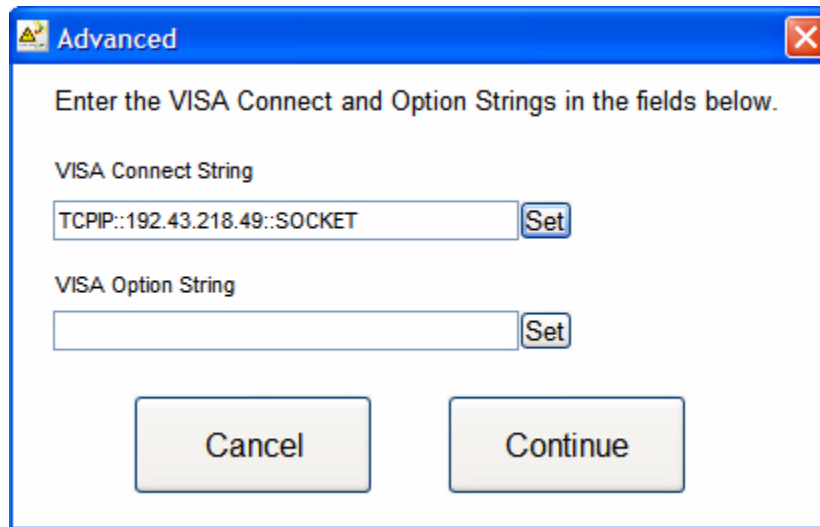 Advanced
Enter the VISA Connect and Option Strings in the fields below.
VISA Connect String
TCPIP::192.43.218.49::SOCKET Set
VISA Option String
Set
Cancel Continue